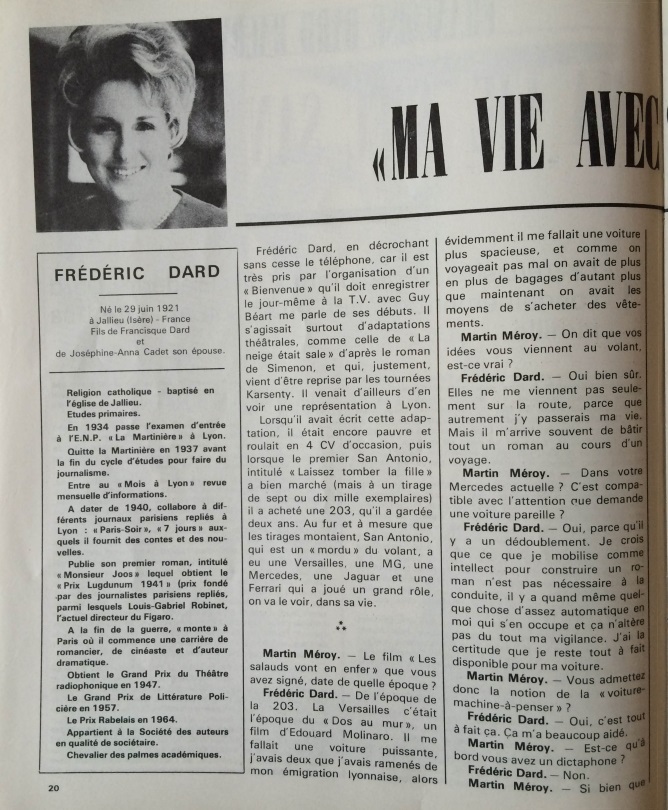 «MA VIE AVEC
FRÉDÉRIC DARD
Né le 29 juin 1921
à Jallieu (Isère) - France
Fils de Francisque Dard
et
de Joséphine-Anna Cadet son épouse.
Religion catholique - baptisé en
l'église de Jallieu.
Etudes primaires.
En 1934 passe l'examen d'entrée
à l'E.N.P. «La Martinière» à Lyon.
Quitte la Martinière en 1937 avant
la fin du cycle d'études pour faire du
journalisme.
Entre au «Mois à Lyon» revue
mensuelle d'informations.
A dater de 1940, collabore à dif-
férents journaux parisiens repliés à
Lyon : «Paris-Soir», «7 jours» aux-
quels il fournit des contes et des nou-
velles.
Publie son premier roman, intitulé
«Monsieur Joos» lequel obtient le
«Prix Lugdunum 1941» (prix fondé
par des journalistes parisiens repliés,
parmi lesquels Louis-Gabriel Robinet,
l'actuel directeur du Figaro.
A la fin de la guerre, «monte» à
Paris où il commence une carrière de
romancier, de cinéaste et d'auteur
dramatique.
Obtient le Grand Prix du Théâtre
radiophonique en 1947.
Le Grand Prix de Littérature Poli-
cière en 1957.
Le Prix Rabelais en 1964.
Appartient à la Société des auteurs
en qualité de sociétaire.
Chevalier des palmes académiques.
20
Frédéric Dard, en décrochant
sans cesse le téléphone, car il est
très pris par l'organisation d'un
«Bienvenue» qu'il doit enregistrer
le jour-même à la T.V. avec Guy
Béart me parle de ses débuts. Il
s'agissait surtout d'adaptations
théâtrales, comme celle de «La
neige était sale» d'après le roman
de Simenon, et qui, justement,
vient d'être reprise par les tournées
Karsenty. Il venait d'ailleurs d'en
voir une représentation à Lyon.
Lorsqu'il avait écrit cette adap-
tation, il était encore pauvre et
roulait en 4 CV d'occasion, puis
lorsque le premier San Antonio,
intitulé «Laissez tomber la fille»
a bien marché (mais à un tirage
de sept ou dix mille exemplaires)
il a acheté une 203, qu'il a gardée
deux ans. Au fur et à mesure que
les tirages montaient, San Antonio,
qui est un «mordu» du volant, a
eu une Versailles, une MG, une
Mercedes, une Jaguar et une
Ferrari qui a joué un grand rôle,
on va le voir, dans sa vie.
Martin Méroy. — Le film «Les
salauds vont en enfer» que vous
avez signé, date de quelle époque ?
Frédéric Dard. — De l'époque de
la 203. La Versailles c'était
l'époque du «Dos au mur», un
film d'Edouard Molinaro. Il me
fallait une voiture puissante,
j'avais deux que j'avais ramenés de
mon émigration lyonnaise, alors
évidemment il me fallait une voiture
plus spacieuse, et comme on
voyageait pas mal on avait de plus
en plus de bagages d'autant plus
que maintenant on avait les
moyens de s'acheter des vête-
ments.
Martin Méroy. — On dit que vos
idées vous viennent au volant,
est-ce vrai ?
Frédéric Dard. — Oui bien sûr.
Elles ne me viennent pas seule-
ment sur la route, parce que
autrement j'y passerais ma vie.
Mais il m'arrive souvent de bâtir
tout un roman au cours d'un
voyage.
Martin Méroy. — Dans votre
Mercedes actuelle ? C'est compa-
tible avec l'attention que demande
une voiture pareille ?
Frédéric Dard. — Oui, parce qu'il
y a un dédoublement. Je crois
que ce que je mobilise comme
intellect pour construire un ro-
man n'est pas nécessaire à la
conduite, il y a quand même quel-
que chose d'assez automatique en
moi qui s'en occupe et ça n'altère
pas du tout ma vigilance. J'ai la
certitude que je reste tout à fait
disponible pour ma voiture.
Martin Méroy. — Vous admettez
donc la notion de la «voiture-
machine-à-penser» ?
Frédéric Dard. — Oui, c'est tout
à fait ça. Ça m'a beaucoup aidé.
Martin Méroy. — Est-ce qu'à
bord vous avez un dictaphone ?
Frédéric Dard. — Non.
Martin Méroy. — Si bien que